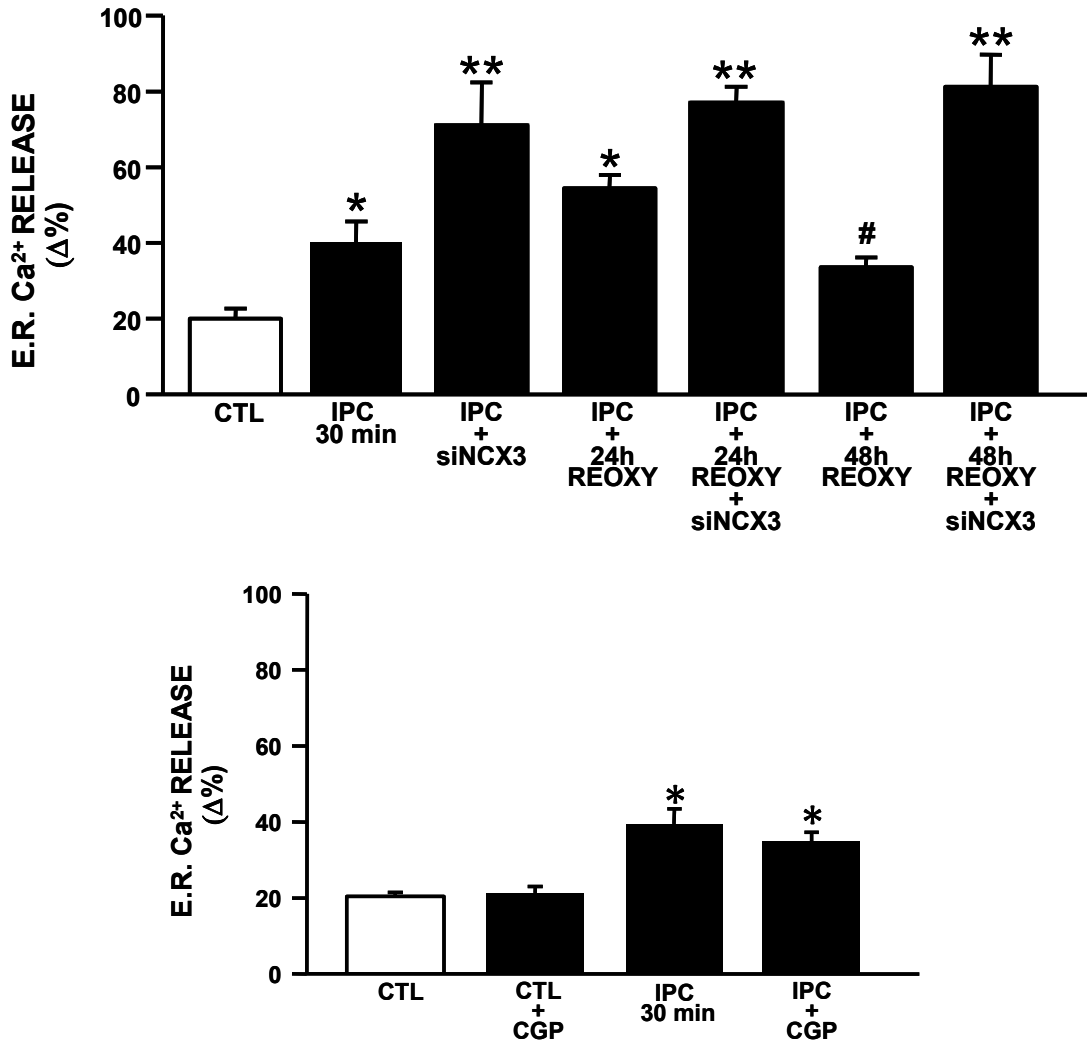 E.R. Ca²⁺ RELEASE
(Δ%)
100
80
60
40
20
0
*
**
*
**
#
**
CTL
IPC
30 min
IPC
+
siNCX3
IPC
+
24h
REOXY
IPC
+
24h
REOXY
+
siNCX3
IPC
+
48h
REOXY
IPC
+
48h
REOXY
+
siNCX3
E.R. Ca²⁺ RELEASE
(Δ%)
100
80
60
40
20
0
*
*
CTL
CTL
+
CGP
IPC
30 min
IPC
+
CGP